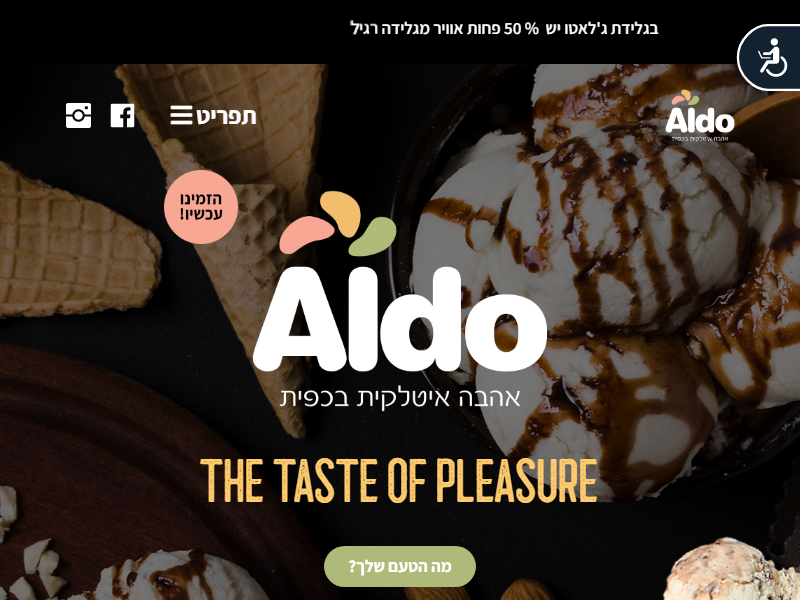 בגלידת ג'לאטו יש 50 % פחות אוויר מגלידה רגיל
תפריט
Aldo
אהבה איטלקית בכפית
הזמינו
עכשיו!
Aldo
אהבה איטלקית בכפית
THE TASTE OF PLEASURE
מה הטעם שלך?